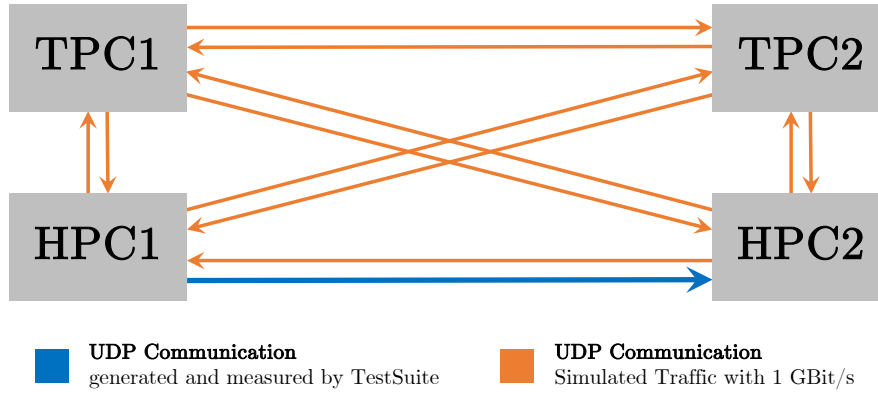 TPC1
TPC2
HPC1
HPC2
UDP Communication
generated and measured by TestSuite
UDP Communication
Simulated Traffic with 1 GBit/s